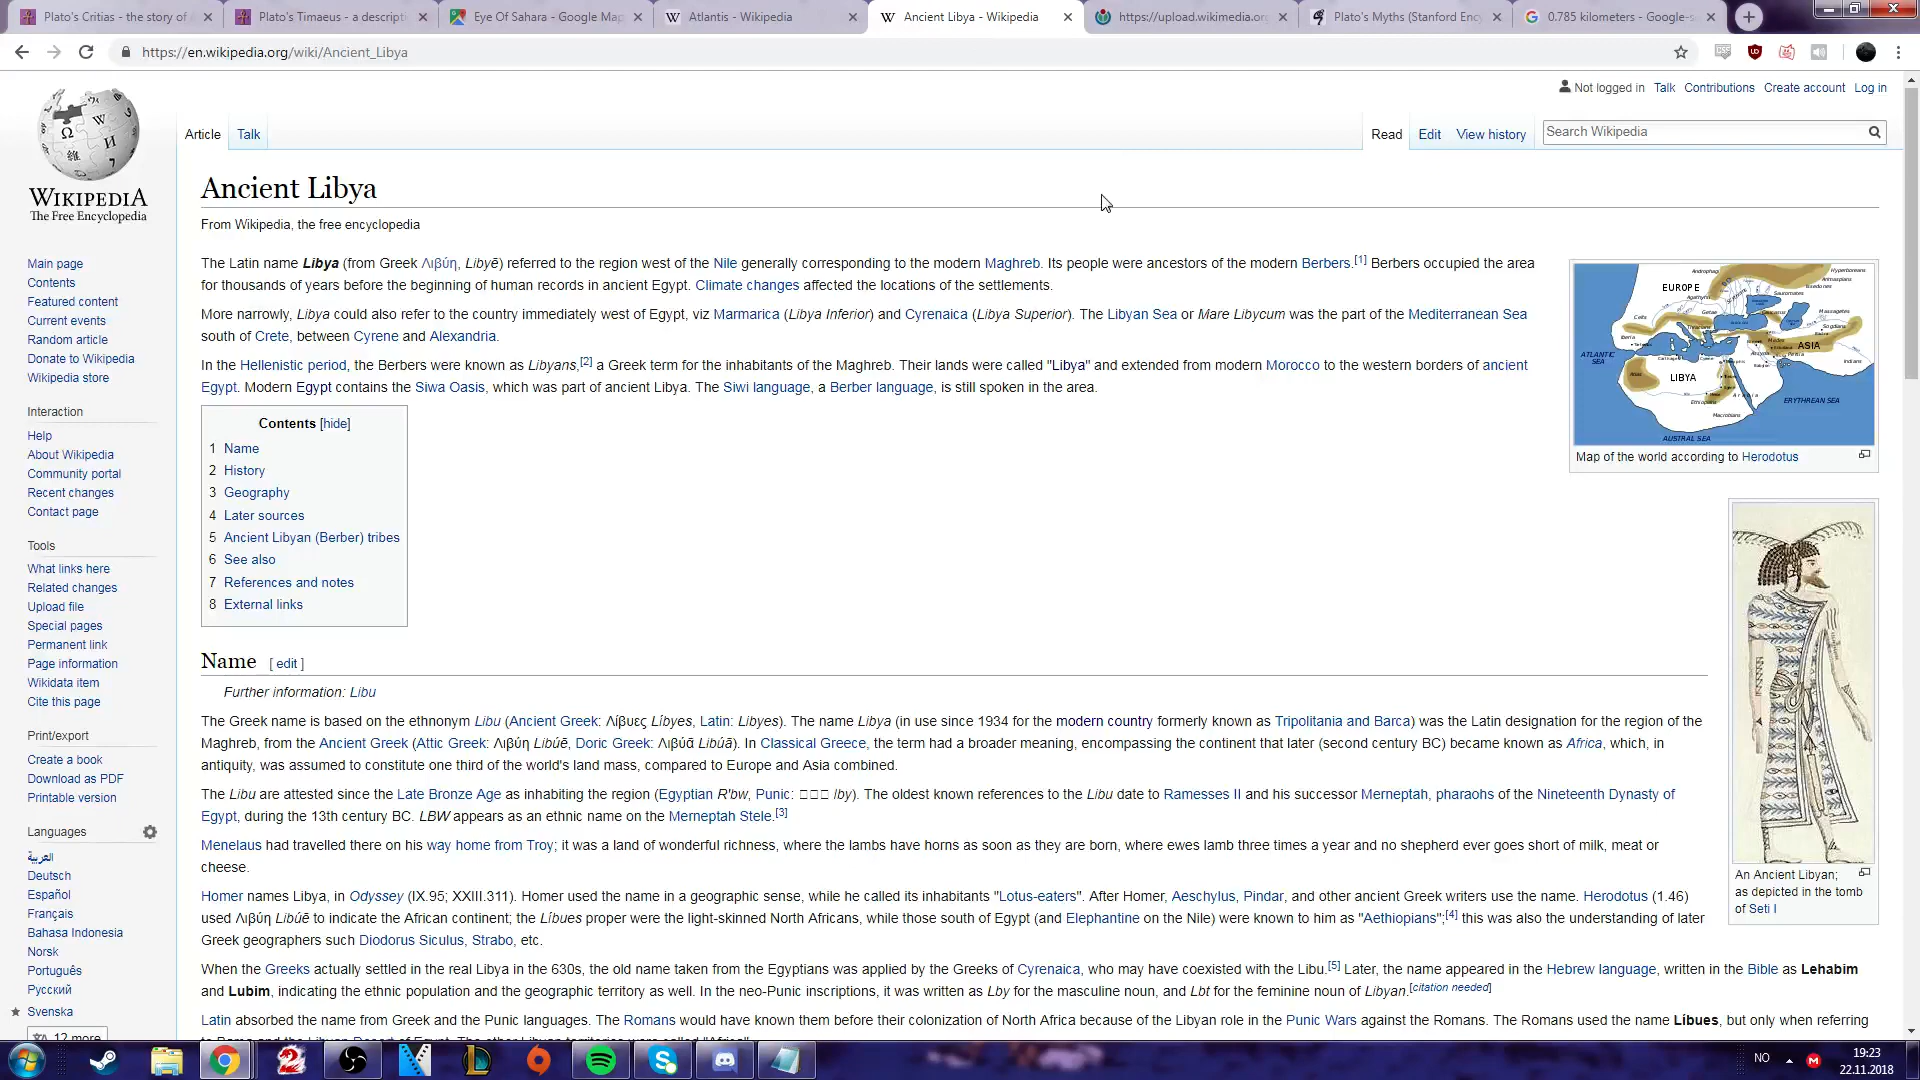 Plato's Critias - the story of A
Plato's Timaeus - a descripti
Eye Of Sahara - Google Map
Atlantis - Wikipedia
Ancient Libya - Wikipedia
https://upload.wikimedia.org
Plato's Myths (Stanford Enc
0.785 kilometers - Google-s
https://en.wikipedia.org/wiki/Ancient_Libya
Not logged in Talk Contributions Create account Log in
Article Talk
Read Edit View history
Search Wikipedia
WIKIPEDIA
The Free Encyclopedia
Main page
Contents
Featured content
Current events
Random article
Donate to Wikipedia
Wikipedia store
Interaction
Help
About Wikipedia
Community portal
Recent changes
Contact page
Tools
What links here
Related changes
Upload file
Special pages
Permanent link
Page information
Wikidata item
Cite this page
Print/export
Create a book
Download as PDF
Printable version
Languages
العربية
Deutsch
Español
Français
Bahasa Indonesia
Norsk
Português
Русский
Svenska
12 more
Ancient Libya
From Wikipedia, the free encyclopedia
The Latin name Libya (from Greek Λιβύη, Libyē) referred to the region west of the Nile generally corresponding to the modern Maghreb. Its people were ancestors of the modern Berbers.[1] Berbers occupied the area
for thousands of years before the beginning of human records in ancient Egypt. Climate changes affected the locations of the settlements.
More narrowly, Libya could also refer to the country immediately west of Egypt, viz Marmarica (Libya Inferior) and Cyrenaica (Libya Superior). The Libyan Sea or Mare Libycum was the part of the Mediterranean Sea
south of Crete, between Cyrene and Alexandria.
In the Hellenistic period, the Berbers were known as Libyans,[2] a Greek term for the inhabitants of the Maghreb. Their lands were called "Libya" and extended from modern Morocco to the western borders of ancient
Egypt. Modern Egypt contains the Siwa Oasis, which was part of ancient Libya. The Siwi language, a Berber language, is still spoken in the area.
Contents [hide]
1 Name
2 History
3 Geography
4 Later sources
5 Ancient Libyan (Berber) tribes
6 See also
7 References and notes
8 External links
EUROPE
ASIA
LIBYA
ATLANTIC
SEA
ERYTHREAN SEA
AUSTRAL SEA
Map of the world according to Herodotus
An Ancient Libyan;
as depicted in the tomb
of Seti I
Name [ edit ]
Further information: Libu
The Greek name is based on the ethnonym Libu (Ancient Greek: Λίβυες Líbyes, Latin: Libyes). The name Libya (in use since 1934 for the modern country formerly known as Tripolitania and Barca) was the Latin designation for the region of the
Maghreb, from the Ancient Greek (Attic Greek: Λιβύη Libúē, Doric Greek: Λιβύᾱ Libúā). In Classical Greece, the term had a broader meaning, encompassing the continent that later (second century BC) became known as Africa, which, in
antiquity, was assumed to constitute one third of the world's land mass, compared to Europe and Asia combined.
The Libu are attested since the Late Bronze Age as inhabiting the region (Egyptian R'bw, Punic: □□□ lby). The oldest known references to the Libu date to Ramesses II and his successor Merneptah, pharaohs of the Nineteenth Dynasty of
Egypt, during the 13th century BC. LBW appears as an ethnic name on the Merneptah Stele.[3]
Menelaus had travelled there on his way home from Troy; it was a land of wonderful richness, where the lambs have horns as soon as they are born, where ewes lamb three times a year and no shepherd ever goes short of milk, meat or
cheese.
Homer names Libya, in Odyssey (IX.95; XXIII.311). Homer used the name in a geographic sense, while he called its inhabitants "Lotus-eaters". After Homer, Aeschylus, Pindar, and other ancient Greek writers use the name. Herodotus (1.46)
used Λιβύη Libúē to indicate the African continent; the Líbues proper were the light-skinned North Africans, while those south of Egypt (and Elephantine on the Nile) were known to him as "Aethiopians";[4] this was also the understanding of later
Greek geographers such Diodorus Siculus, Strabo, etc.
When the Greeks actually settled in the real Libya in the 630s, the old name taken from the Egyptians was applied by the Greeks of Cyrenaica, who may have coexisted with the Libu.[5] Later, the name appeared in the Hebrew language, written in the Bible as Lehabim
and Lubim, indicating the ethnic population and the geographic territory as well. In the neo-Punic inscriptions, it was written as Lby for the masculine noun, and Lbt for the feminine noun of Libyan.[citation needed]
Latin absorbed the name from Greek and the Punic languages. The Romans would have known them before their colonization of North Africa because of the Libyan role in the Punic Wars against the Romans. The Romans used the name Líbues, but only when referring
NO
19:23
22.11.2018